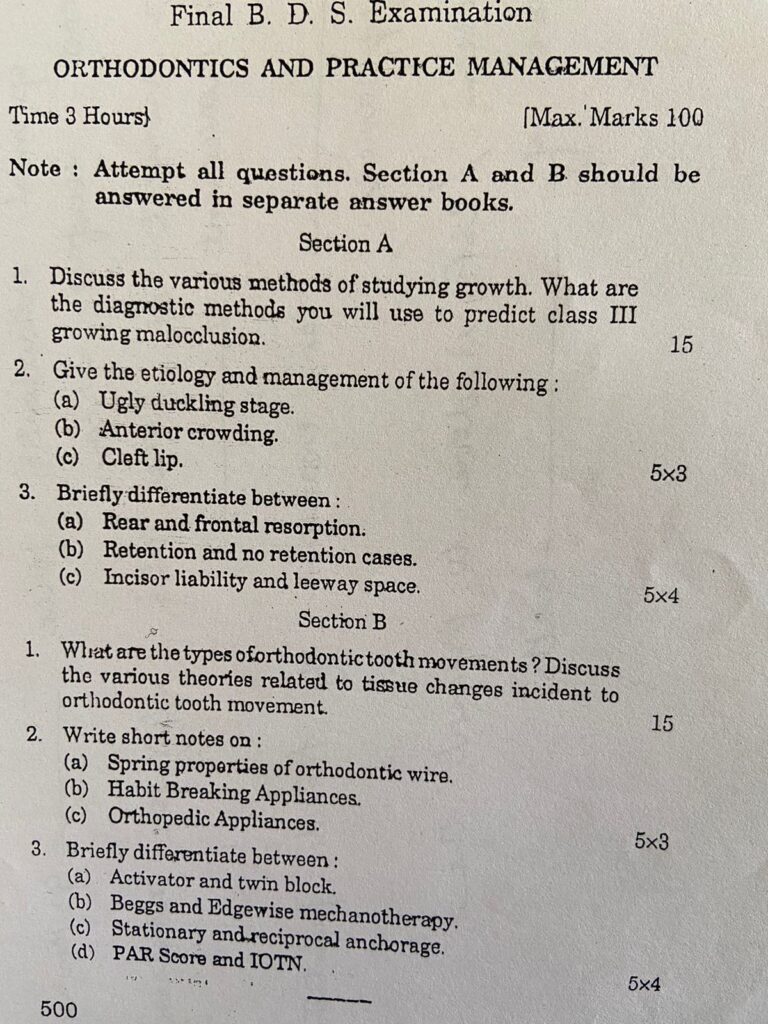 Final B. D. S. Examination
ORTHODONTICS AND PRACTICE MANAGEMENT
Time 3 Hours} [Max. Marks 100
Note : Attempt all questions. Section A and B should be
answered in separate answer books.
Section A
1. Discuss the various methods of studying growth. What are
the diagnostic methods you will use to predict class III
growing malocclusion. 15
2. Give the etiology and management of the following :
(a) Ugly duckling stage.
(b) Anterior crowding.
(c) Cleft lip. 5×3
3. Briefly differentiate between :
(a) Rear and frontal resorption.
(b) Retention and no retention cases.
(c) Incisor liability and leeway space. 5×4
Section B
1. What are the types of orthodontic tooth movements ? Discuss
the various theories related to tissue changes incident to
orthodontic tooth movement. 15
2. Write short notes on :
(a) Spring properties of orthodontic wire.
(b) Habit Breaking Appliances.
(c) Orthopedic Appliances. 5×3
3. Briefly differentiate between :
(a) Activator and twin block.
(b) Beggs and Edgewise mechanotherapy.
(c) Stationary and reciprocal anchorage.
(d) PAR Score and IOTN. 5×4
500